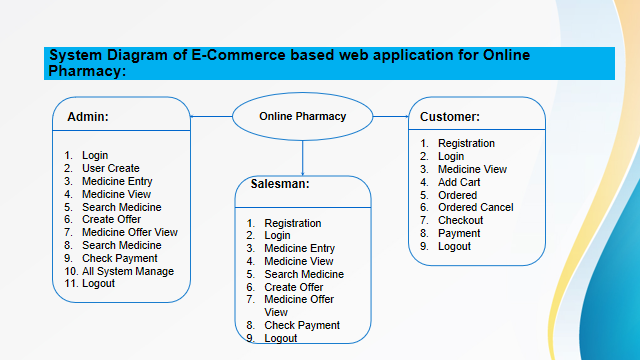 System Diagram of E-Commerce based web application for Online
Pharmacy:
Online Pharmacy
Admin:
1. Login
2. User Create
3. Medicine Entry
4. Medicine View
5. Search Medicine
6. Create Offer
7. Medicine Offer View
8. Search Medicine
9. Check Payment
10. All System Manage
11. Logout
Salesman:
1. Registration
2. Login
3. Medicine Entry
4. Medicine View
5. Search Medicine
6. Create Offer
7. Medicine Offer
View
8. Check Payment
9. Logout
Customer:
1. Registration
2. Login
3. Medicine View
4. Add Cart
5. Ordered
6. Ordered Cancel
7. Checkout
8. Payment
9. Logout